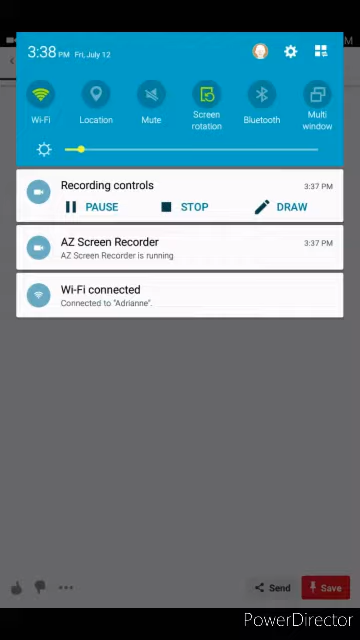 3:38 PM Fri, July 12
Wi-Fi
Location
Mute
Screen rotation
Bluetooth
Multi window
Recording controls 3:37 PM
PAUSE STOP DRAW
AZ Screen Recorder 3:37 PM
AZ Screen Recorder is running
Wi-Fi connected
Connected to "Adrianne".
Send Save
PowerDirector